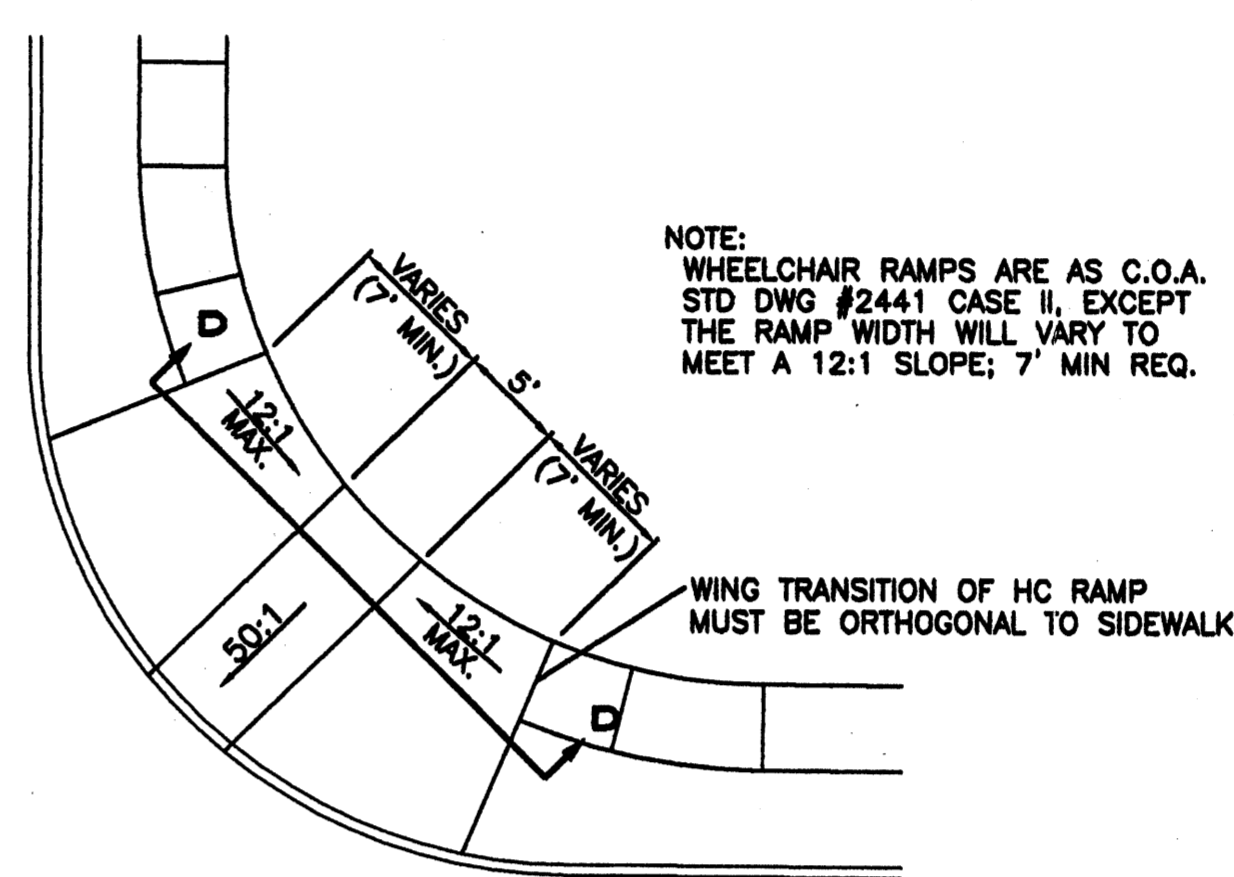 NOTE:
WHEELCHAIR RAMPS ARE AS C.O.A.
STD DWG #2441 CASE II, EXCEPT
THE RAMP WIDTH WILL VARY TO
MEET A 12:1 SLOPE; 7' MIN REQ.
VARIES
(7' MIN.)
5'
VARIES
(7' MIN.)
D
12:1
MAX.
50:1
12:1
MAX.
D
WING TRANSITION OF HC RAMP
MUST BE ORTHOGONAL TO SIDEWALK